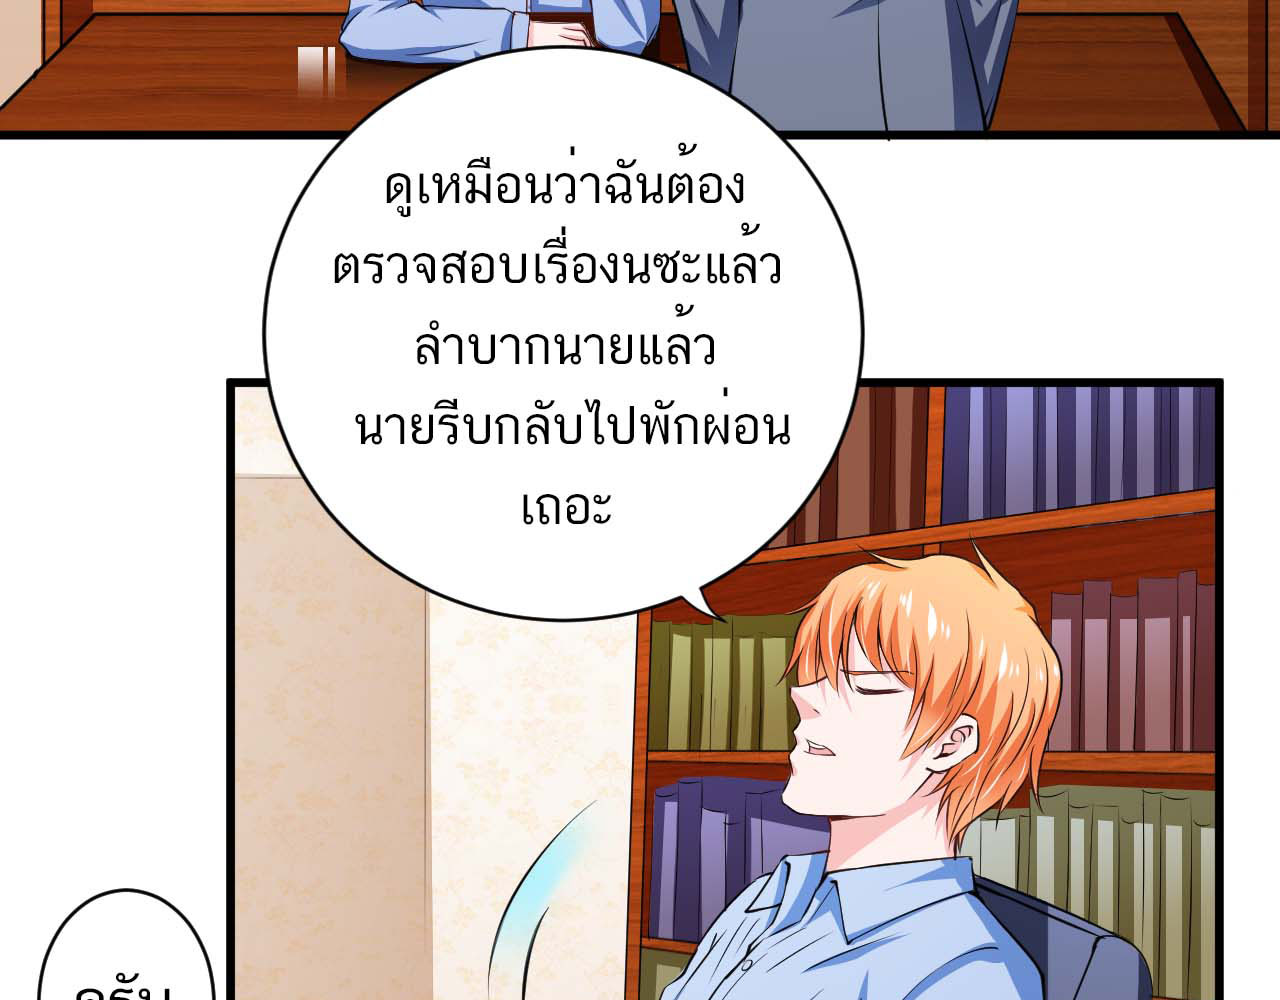 ดูเหมือนว่าฉันต้อง
ตรวจสอบเรื่องนซะแล้ว
ลำบากนายแล้ว
นายรีบกลับไปพักผ่อน
เถอะ
ครับ